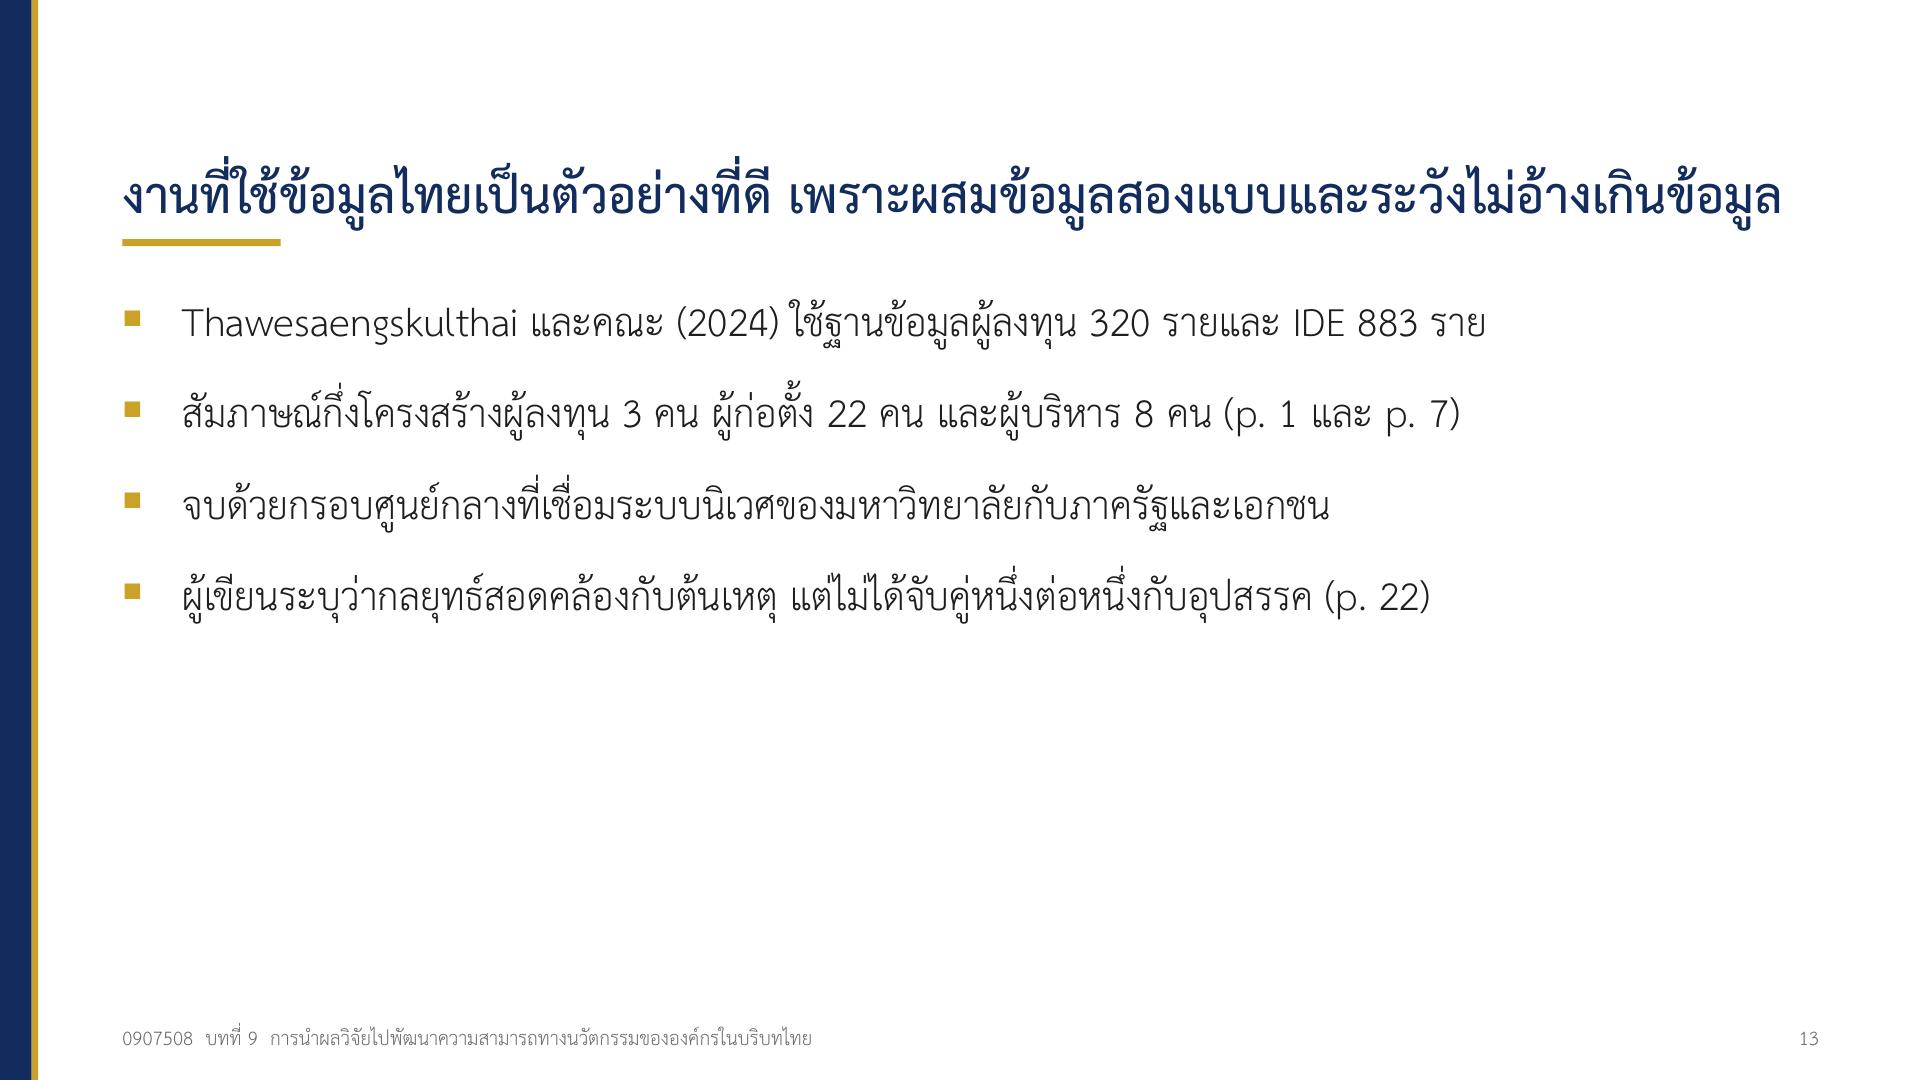 งานที่ใช้ข้อมูลไทยเป็นตัวอย่างที่ดี เพราะผสมข้อมูลสองแบบและระวังไม่อ้างเกินข้อมูล
Thawesaengskulthai และคณะ (2024) ใช้ฐานข้อมูลผู้ลงทุน 320 รายและ IDE 883 ราย
สัมภาษณ์กึ่งโครงสร้างผู้ลงทุน 3 คน ผู้ก่อตั้ง 22 คน และผู้บริหาร 8 คน (p. 1 และ p. 7)
จบด้วยกรอบศูนย์กลางที่เชื่อมระบบนิเวศของมหาวิทยาลัยกับภาครัฐและเอกชน
ผู้เขียนระบุว่ากลยุทธ์สอดคล้องกับต้นเหตุ แต่ไม่ได้จับคู่หนึ่งต่อหนึ่งกับอุปสรรค (p. 22)
0907508 บทที่ 9 การนำผลวิจัยไปพัฒนาความสามารถทางนวัตกรรมขององค์กรในบริบทไทย
13